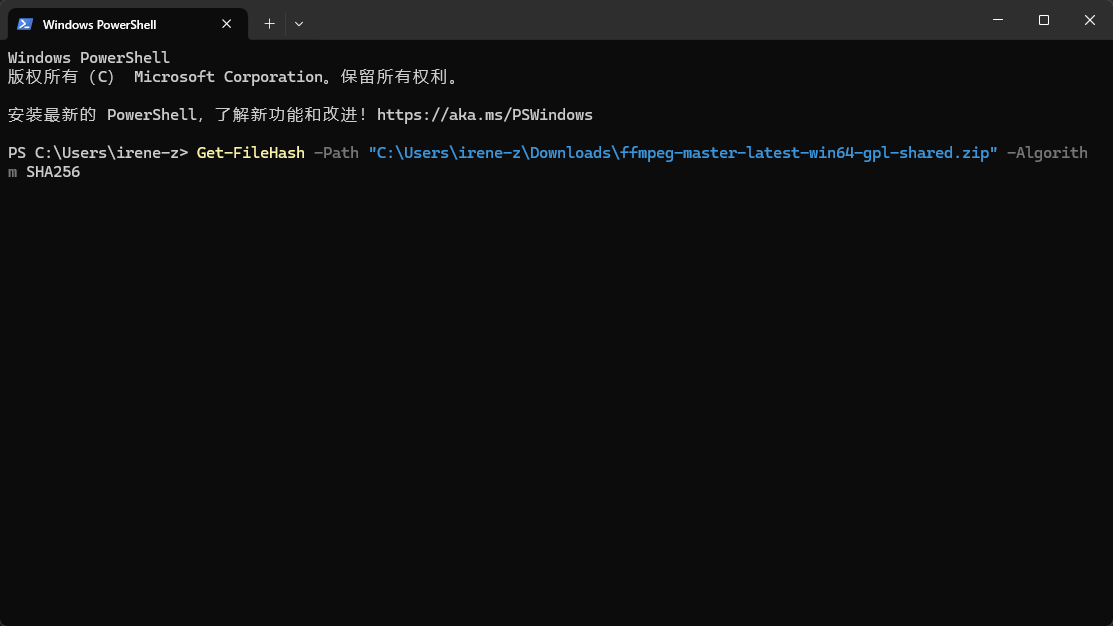 Windows PowerShell
Windows PowerShell
版权所有（C） Microsoft Corporation。保留所有权利。
安装最新的 PowerShell，了解新功能和改进！https://aka.ms/PSWindows
PS C:\Users\irene-z> Get-FileHash -Path "C:\Users\irene-z\Downloads\ffmpeg-master-latest-win64-gpl-shared.zip" -Algorith
m SHA256